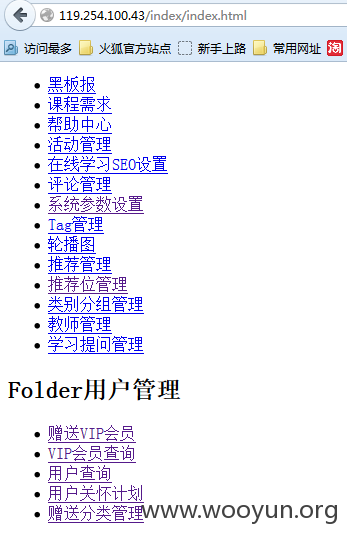 119.254.100.43/index/index.html
访问最多 火狐官方站点 新手上路 常用网址 淘
黑板报
课程需求
帮助中心
活动管理
在线学习SEO设置
评论管理
系统参数设置
Tag管理
轮播图
推荐管理
推荐位管理
类别分组管理
教师管理
学习提问管理
Folder用户管理
赠送VIP会员
VIP会员查询
用户查询
用户关怀计划
赠送分类管理
www.wooyun.org